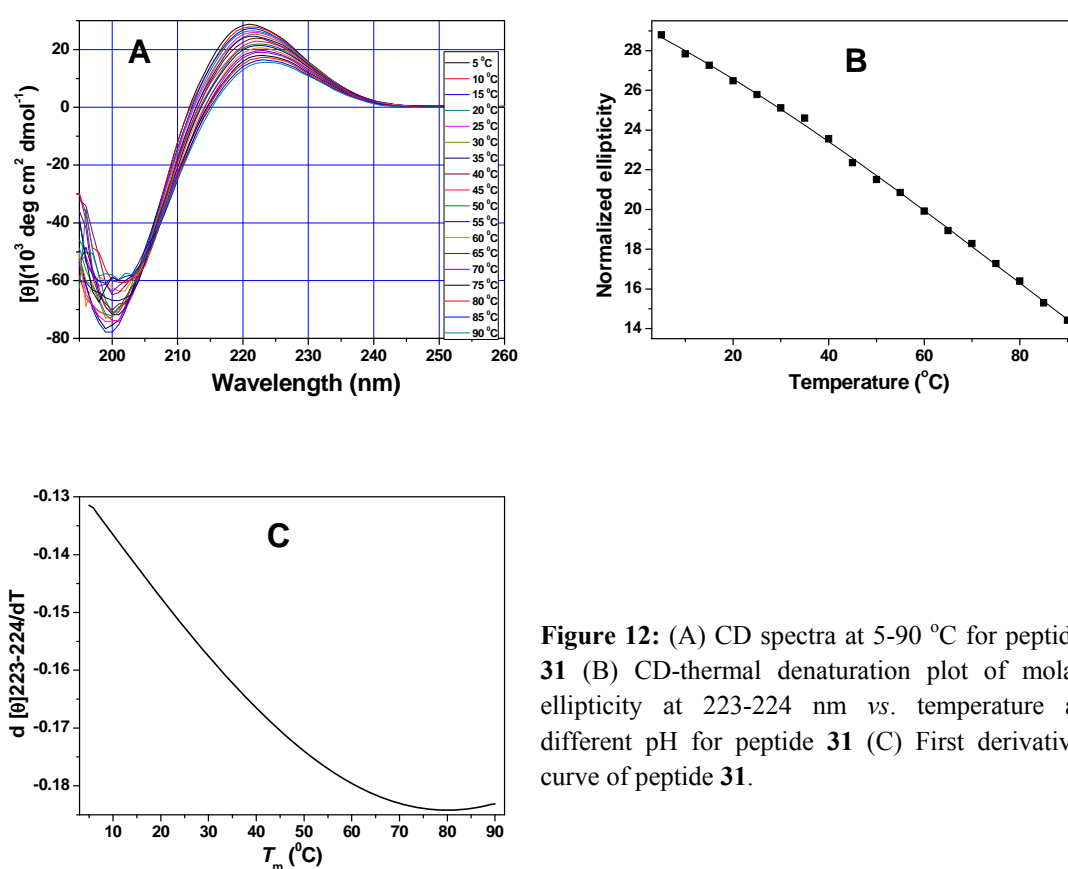 A
20
0
-20
-40
-60
-80
[θ](10³ deg cm² dmol⁻¹)
200 210 220 230 240 250 260
Wavelength (nm)
5 °C
10 °C
15 °C
20 °C
25 °C
30 °C
35 °C
40 °C
45 °C
50 °C
55 °C
60 °C
65 °C
70 °C
75 °C
80 °C
85 °C
90 °C
B
28
26
24
22
20
18
16
14
Normalized ellipticity
20 40 60 80
Temperature (°C)
C
-0.13
-0.14
-0.15
-0.16
-0.17
-0.18
d [θ]223-224/dT
10 20 30 40 50 60 70 80 90
Tₘ (⁰C)
Figure 12: (A) CD spectra at 5-90 °C for peptid
31 (B) CD-thermal denaturation plot of mola
ellipticity at 223-224 nm vs. temperature a
different pH for peptide 31 (C) First derivativ
curve of peptide 31.